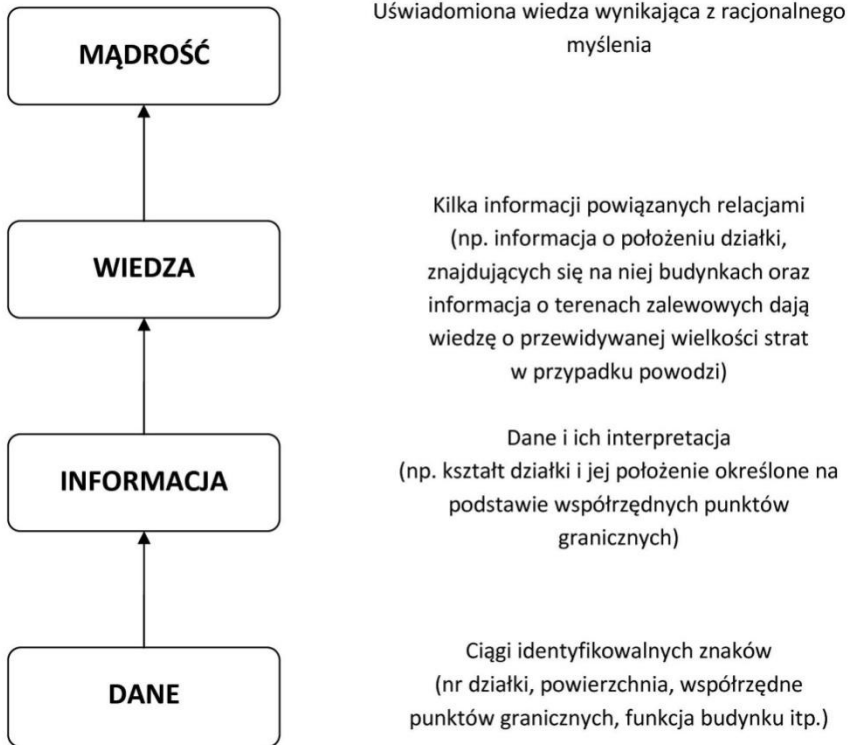 MĄDROŚĆ
Uświadomiona wiedza wynikająca z racjonalnego
myślenia
WIEDZA
Kilka informacji powiązanych relacjami
(np. informacja o położeniu działki,
znajdujących się na niej budynkach oraz
informacja o terenach zalewowych dają
wiedzę o przewidywanej wielkości strat
w przypadku powodzi)
INFORMACJA
Dane i ich interpretacja
(np. kształt działki i jej położenie określone na
podstawie współrzędnych punktów
granicznych)
DANE
Ciągi identyfikowalnych znaków
(nr działki, powierzchnia, współrzędne
punktów granicznych, funkcja budynku itp.)